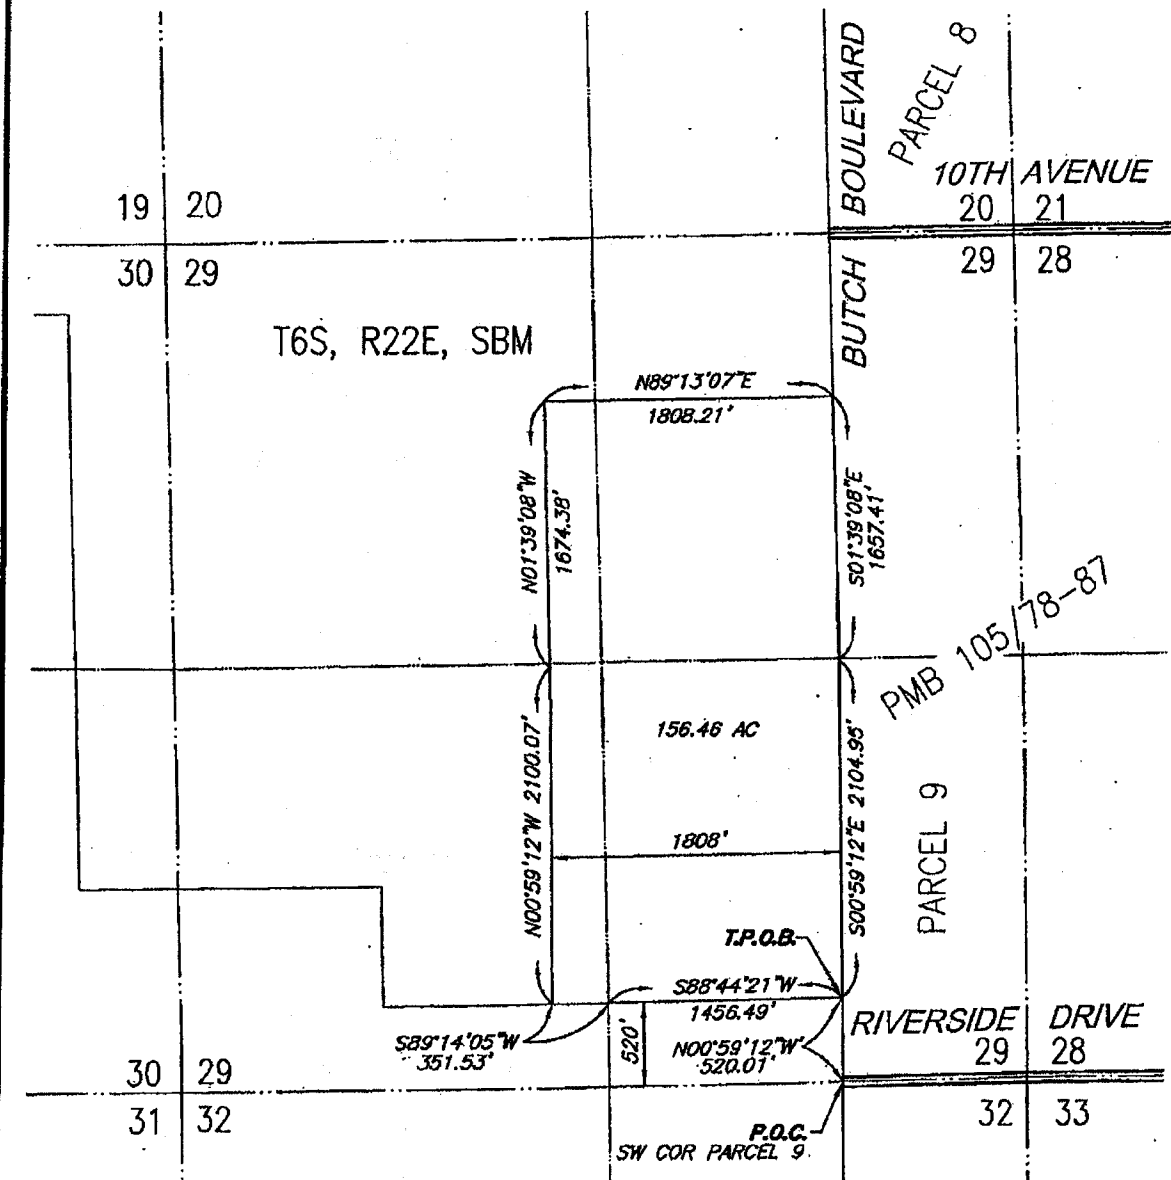 BUTCH BOULEVARD
PARCEL 8
10TH AVENUE
19 20
20 21
30 29
29 28
T6S, R22E, SBM
N89°13'07"E
1808.21'
N01°39'08"W
1674.38'
S01°39'08"E
1657.41'
PMB 105/78-87
156.46 AC
N00°59'12"W 2100.07'
S00°59'12"E 2104.95'
1808'
PARCEL 9
T.P.O.B.
S88°44'21"W
1456.49'
RIVERSIDE DRIVE
S89°14'05"W
351.53'
520'
N00°59'12"W
520.01'
29 28
30 29
31 32
32 33
P.O.C.
SW COR PARCEL 9